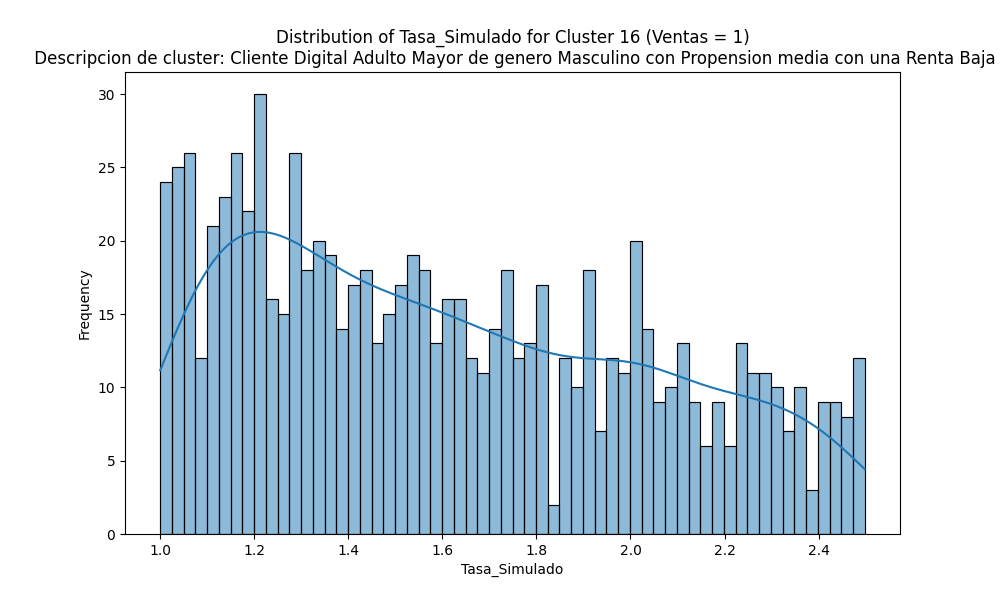 Distribution of Tasa_Simulado for Cluster 16 (Ventas = 1)
Descripcion de cluster: Cliente Digital Adulto Mayor de genero Masculino con Propension media con una Renta Baja
30
25
20
15
10
5
0
Frequency
1.0 1.2 1.4 1.6 1.8 2.0 2.2 2.4
Tasa_Simulado